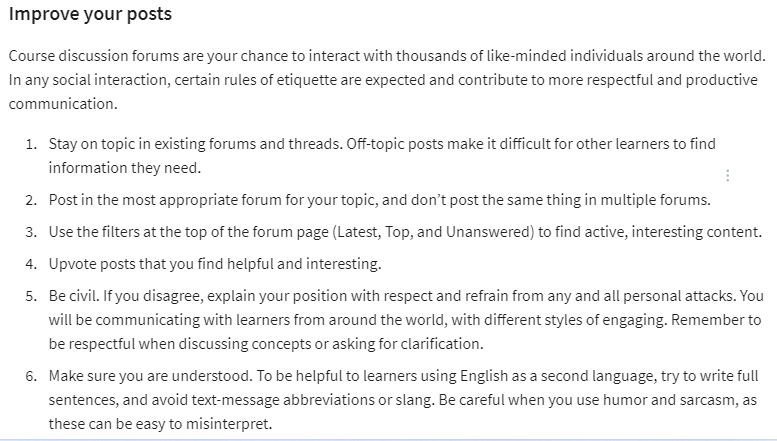 Improve your posts
Course discussion forums are your chance to interact with thousands of like-minded individuals around the world.
In any social interaction, certain rules of etiquette are expected and contribute to more respectful and productive
communication.
1. Stay on topic in existing forums and threads. Off-topic posts make it difficult for other learners to find
information they need.
2. Post in the most appropriate forum for your topic, and don’t post the same thing in multiple forums.
3. Use the filters at the top of the forum page (Latest, Top, and Unanswered) to find active, interesting content.
4. Upvote posts that you find helpful and interesting.
5. Be civil. If you disagree, explain your position with respect and refrain from any and all personal attacks. You
will be communicating with learners from around the world, with different styles of engaging. Remember to
be respectful when discussing concepts or asking for clarification.
6. Make sure you are understood. To be helpful to learners using English as a second language, try to write full
sentences, and avoid text-message abbreviations or slang. Be careful when you use humor and sarcasm, as
these can be easy to misinterpret.